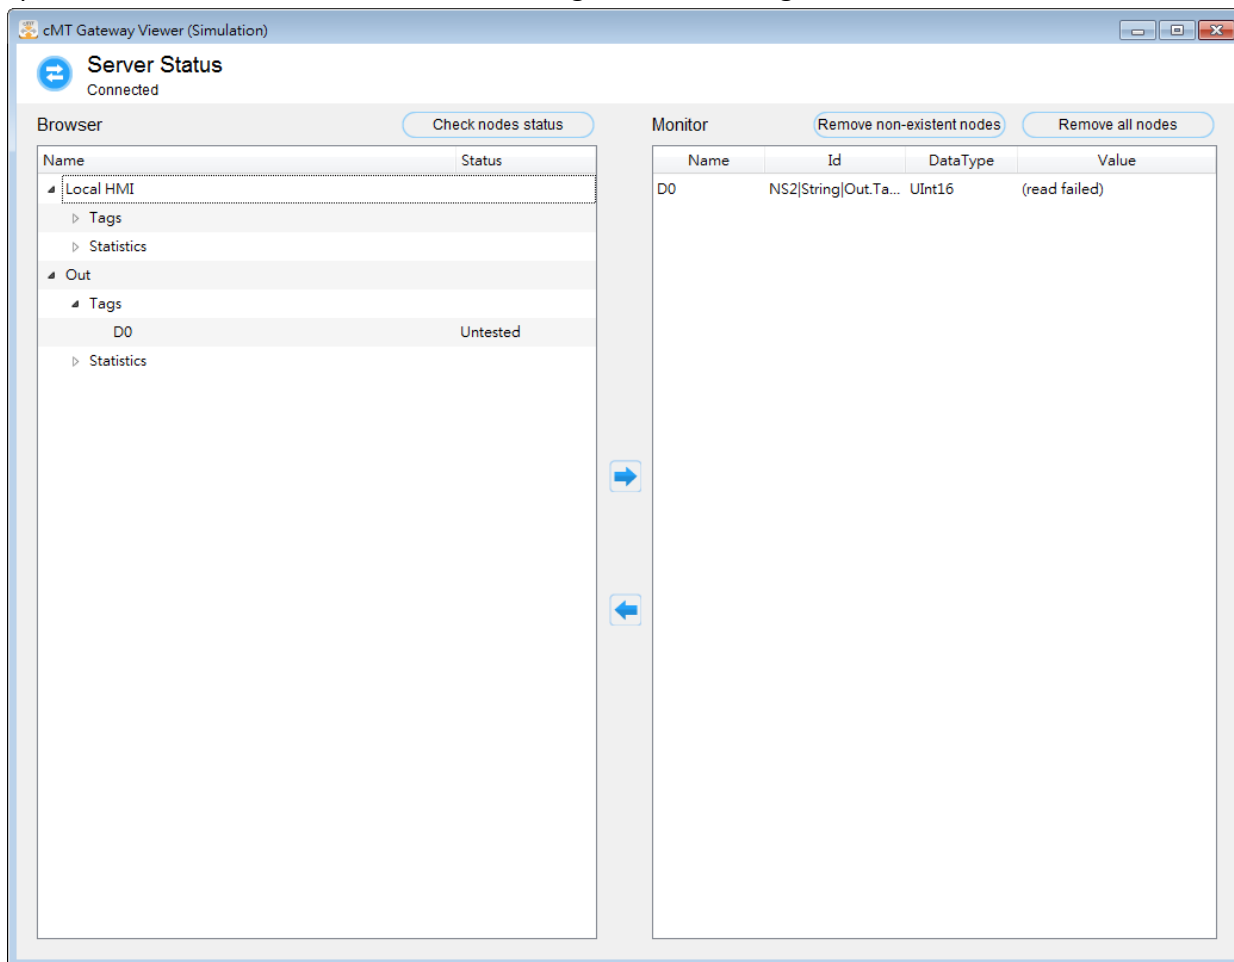 cMT Gateway Viewer (Simulation)
Server Status
Connected
Browser
Check nodes status
Name Status
Local HMI
Tags
Statistics
Out
Tags
D0 Untested
Statistics
Monitor
Remove non-existent nodes
Remove all nodes
Name Id DataType Value
D0 NS2|String|Out.Ta... UInt16 (read failed)